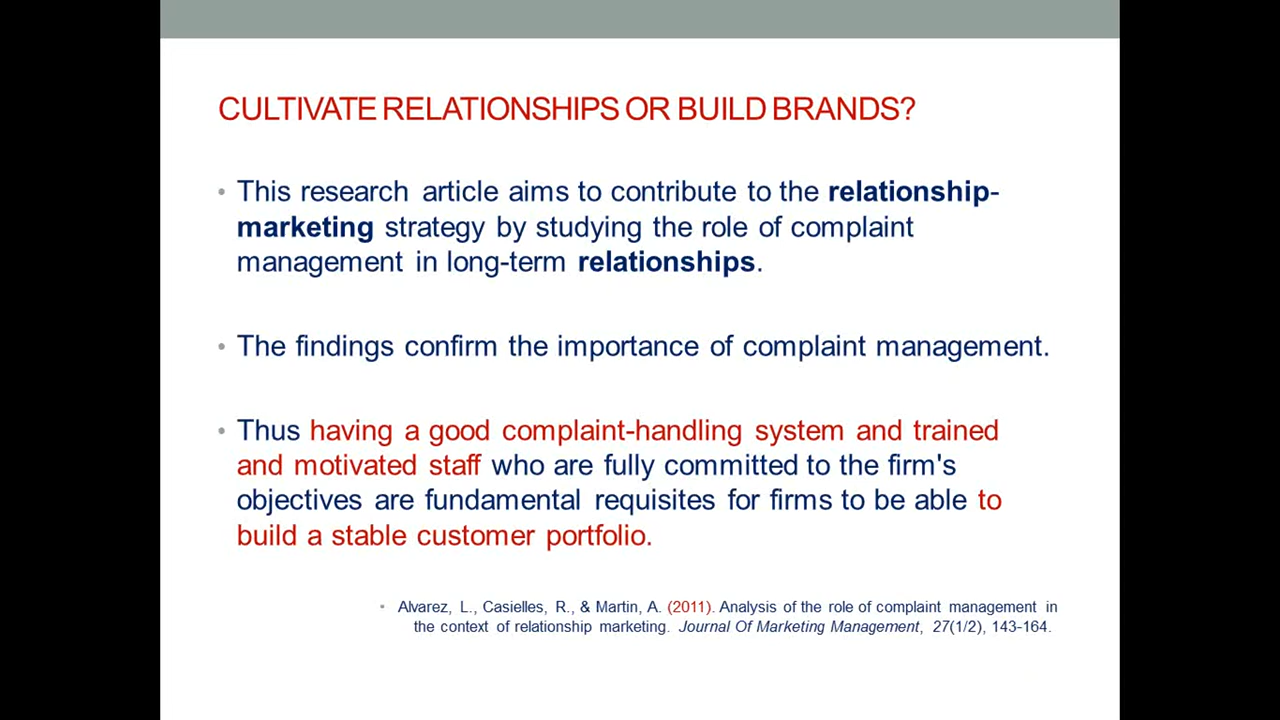 CULTIVATE RELATIONSHIPS OR BUILD BRANDS?
• This research article aims to contribute to the relationship-
marketing strategy by studying the role of complaint
management in long-term relationships.
• The findings confirm the importance of complaint management.
• Thus having a good complaint-handling system and trained
and motivated staff who are fully committed to the firm's
objectives are fundamental requisites for firms to be able to
build a stable customer portfolio.
• Alvarez, L., Casielles, R., & Martin, A. (2011). Analysis of the role of complaint management in
the context of relationship marketing. Journal Of Marketing Management, 27(1/2), 143-164.